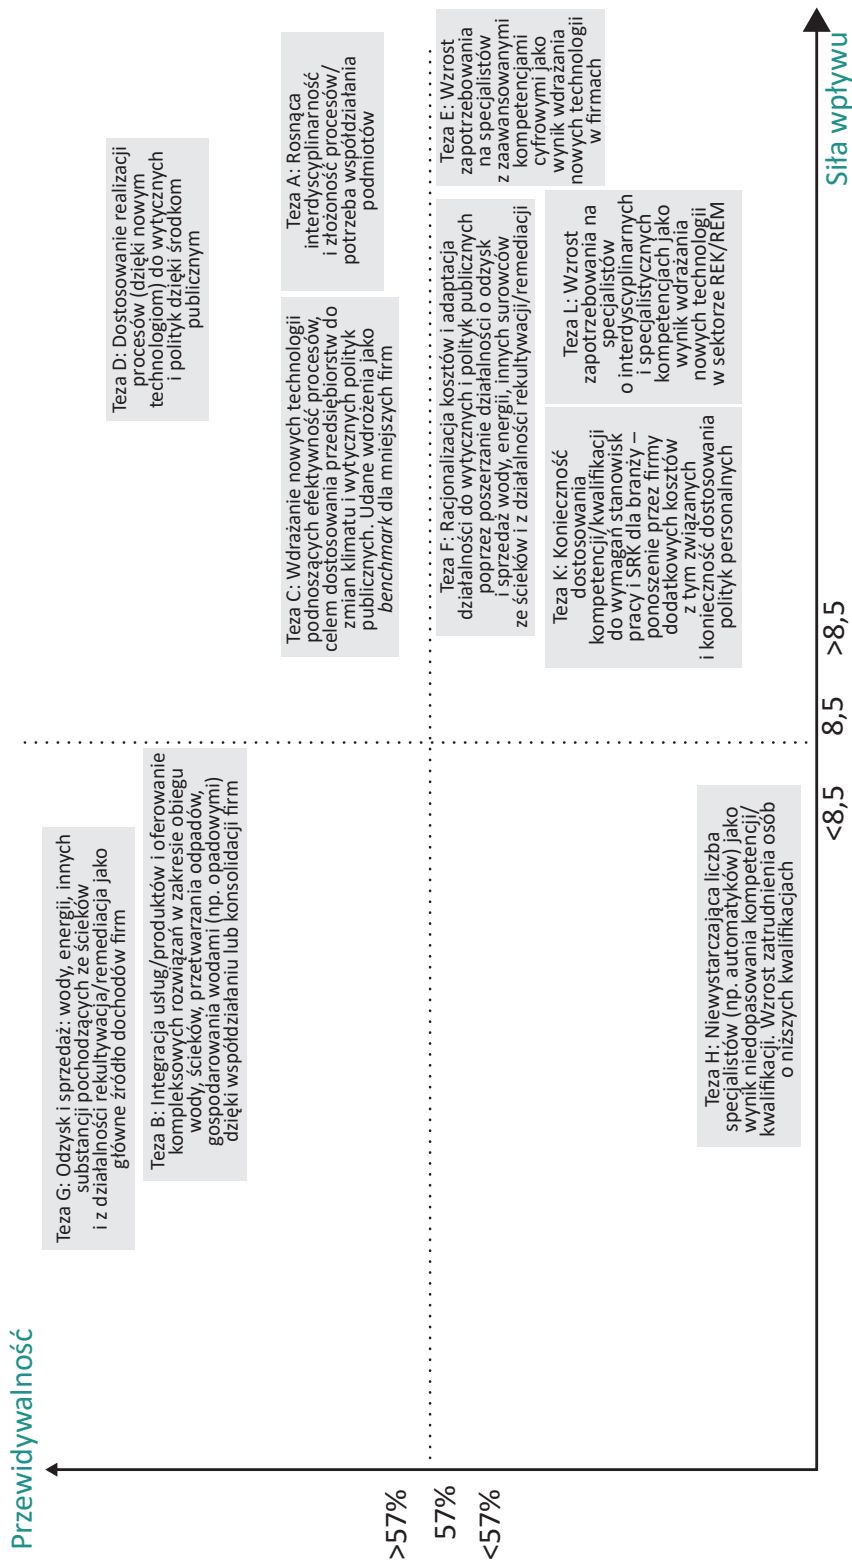 Przewidywalność
>57%
57%
<57%
Teza G: Odzysk i sprzedaż: wody, energii, innych
substancji pochodzących ze ścieków
i z działalności rekultywacja/remediacja jako
główne źródło dochodów firm
Teza B: Integracja usług/produktów i oferowanie
kompleksowych rozwiązań w zakresie obiegu
wody, ścieków, przetwarzania odpadów,
gospodarowania wodami (np. opadowymi)
dzięki współdziałaniu lub konsolidacji firm
Teza D: Dostosowanie realizacji
procesów (dzięki nowym
technologiom) do wytycznych
i polityk dzięki środkom
publicznym
Teza C: Wdrażanie nowych technologii
podnoszących efektywność procesów,
celem dostosowania przedsiębiorstw do
zmian klimatu i wytycznych polityk
publicznych. Udane wdrożenia jako
benchmark dla mniejszych firm
Teza A: Rosnąca
interdyscyplinarność
i złożoność procesów/
potrzeba współdziałania
podmiotów
Teza F: Racjonalizacja kosztów i adaptacja
działalności do wytycznych i polityk publicznych
poprzez poszerzanie działalności o odzysk
i sprzedaż wody, energii, innych surowców
ze ścieków i z działalności rekultywacji/remediacji
Teza E: Wzrost
zapotrzebowania
na specjalistów
z zaawansowanymi
kompetencjami
cyfrowymi jako
wynik wdrażania
nowych technologii
w firmach
Teza K: Konieczność
dostosowania
kompetencji/kwalifikacji
do wymagań stanowisk
pracy i SRK dla branży –
ponoszenie przez firmy
dodatkowych kosztów
z tym związanych
i konieczność dostosowania
polityk personalnych
Teza L: Wzrost
zapotrzebowania na
specjalistów
o interdyscyplinarnych
i specjalistycznych
kompetencjach jako
wynik wdrażania
nowych technologii
w sektorze REK/REM
Teza H: Niewystarczająca liczba
specjalistów (np. automatyków) jako
wynik niedopasowania kompetencji/
kwalifikacji. Wzrost zatrudnienia osób
o niższych kwalifikacjach
<8,5
8,5
>8,5
Siła wpływu